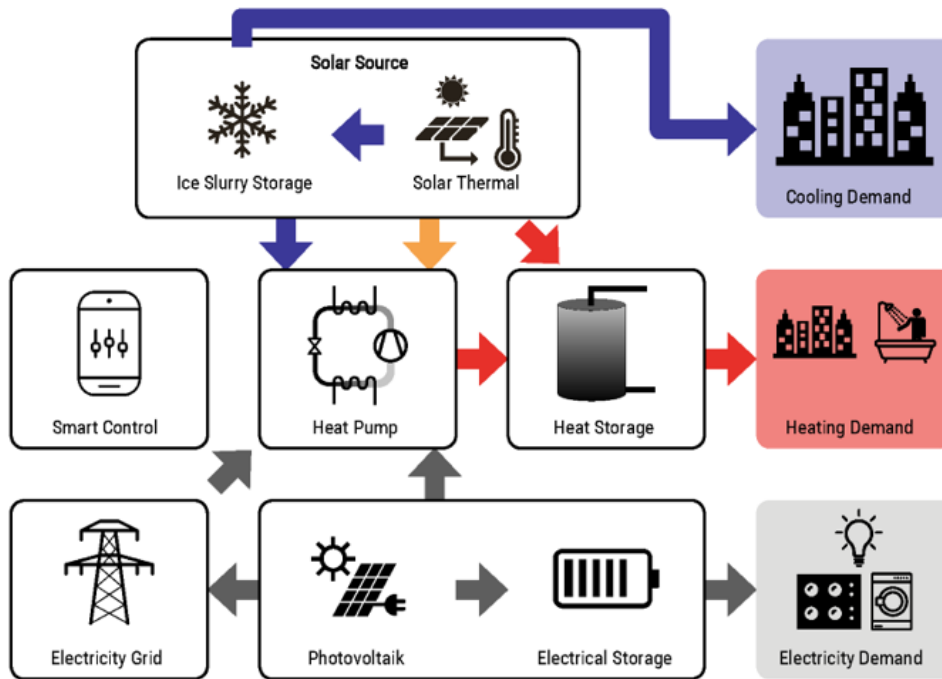 Solar Source
Ice Slurry Storage
Solar Thermal
Cooling Demand
Smart Control
Heat Pump
Heat Storage
Heating Demand
Electricity Grid
Photovoltaik
Electrical Storage
Electricity Demand